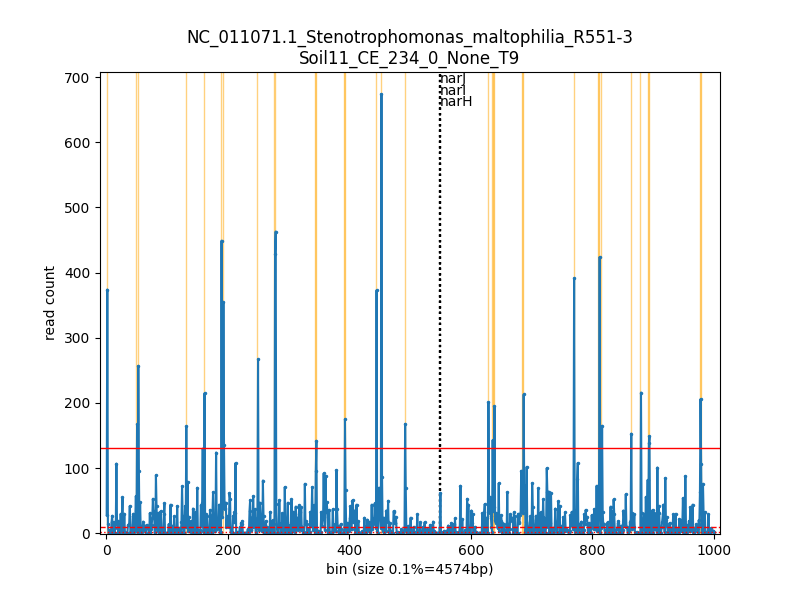 NC_011071.1_Stenotrophomonas_maltophilia_R551-3
Soil11_CE_234_0_None_T9
700
600
500
400
300
200
100
0
read count
narJ
narI
narH
0
200
400
600
800
1000
bin (size 0.1%=4574bp)